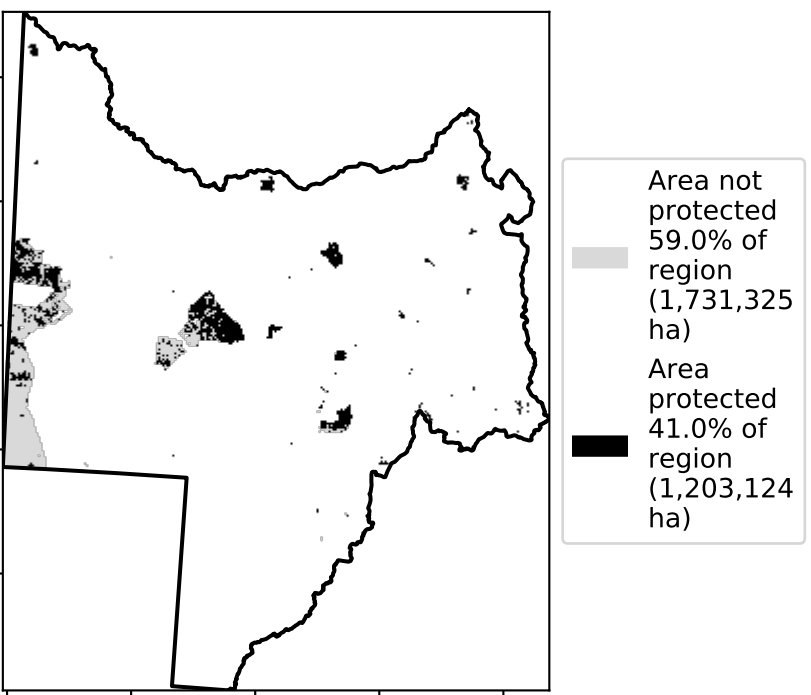 Area not
protected
59.0% of
region
(1,731,325
ha)
Area
protected
41.0% of
region
(1,203,124
ha)